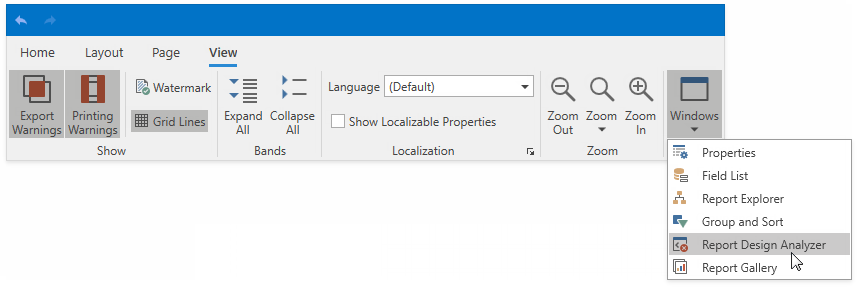 Home Layout Page View
Export Warnings
Printing Warnings
Watermark
Grid Lines
Show
Expand All
Collapse All
Bands
Language (Default)
Show Localizable Properties
Localization
Zoom Out
Zoom
Zoom In
Zoom
Windows
Properties
Field List
Report Explorer
Group and Sort
Report Design Analyzer
Report Gallery